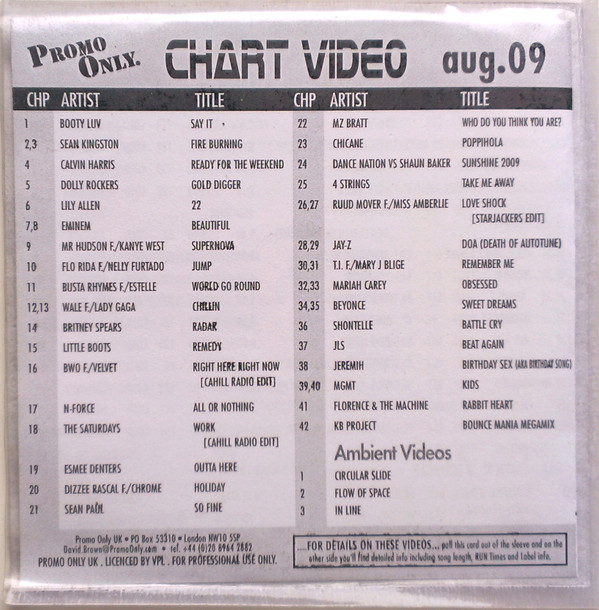 PROMO ONLY. CHART VIDEO aug.09
CHP ARTIST TITLE
1 BOOTY LUV SAY IT
2,3 SEAN KINGSTON FIRE BURNING
4 CALVIN HARRIS READY FOR THE WEEKEND
5 DOLLY ROCKERS GOLD DIGGER
6 LILY ALLEN 22
7,8 EMINEM BEAUTIFUL
9 MR HUDSON F./KANYE WEST SUPERNOVA
10 FLO RIDA F./NELLY FURTADO JUMP
11 BUSTA RHYMES F./ESTELLE WORLD GO ROUND
12,13 WALE F./LADY GAGA CHILLIN
14 BRITNEY SPEARS RADAR
15 LITTLE BOOTS REMEDY
16 BWO F./VELVET RIGHT HERE RIGHT NOW
[CAHILL RADIO EDIT]
17 N-FORCE ALL OR NOTHING
18 THE SATURDAYS WORK
[CAHILL RADIO EDIT]
19 ESMEE DENTERS OUTTA HERE
20 DIZZEE RASCAL F./CHROME HOLIDAY
21 SEAN PAUL SO FINE
CHP ARTIST TITLE
22 MZ BRATT WHO DO YOU THINK YOU ARE?
23 CHICANE POPPIHOLA
24 DANCE NATION VS SHAUN BAKER SUNSHINE 2009
25 4 STRINGS TAKE ME AWAY
26,27 RUUD MOVER F./MISS AMBERLIE LOVE SHOCK
[STARJACKERS EDIT]
28,29 JAY-Z DOA (DEATH OF AUTOTUNE)
30,31 T.I. F./MARY J BLIGE REMEMBER ME
32,33 MARIAH CAREY OBSESSED
34,35 BEYONCE SWEET DREAMS
36 SHONTELLE BATTLE CRY
37 JLS BEAT AGAIN
38 JEREMIH BIRTHDAY SEX (AKA BIRTHDAY SONG)
39,40 MGMT KIDS
41 FLORENCE & THE MACHINE RABBIT HEART
42 KB PROJECT BOUNCE MANIA MEGAMIX
Ambient Videos
1 CIRCULAR SLIDE
2 FLOW OF SPACE
3 IN LINE
Promo Only UK • PO Box 53310 • London NW10 5SP
David.Brown@PromoOnly.com • tel. +44 (0)20 8964 2882
PROMO ONLY UK . LICENCED BY VPL . FOR PROFESSIONAL USE ONLY.
...FOR DETAILS ON THESE VIDEOS... pull this card out of the sleeve and on the
other side you'll find detailed info including song length, RUN Times and Label info.